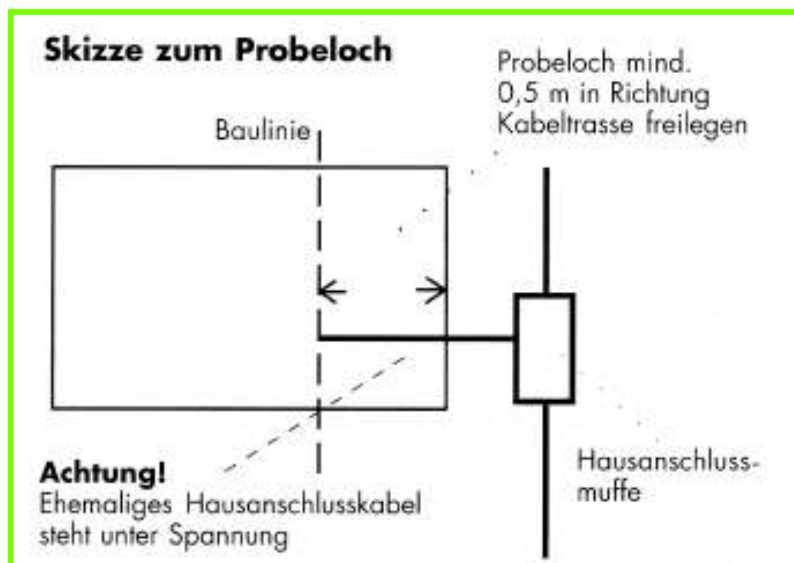 Skizze zum Probeloch
Probeloch mind.
0,5 m in Richtung
Kabeltrasse freilegen
Baulinie
Achtung!
Ehemaliges Hausanschlusskabel
steht unter Spannung
Hausanschluss-
muffe